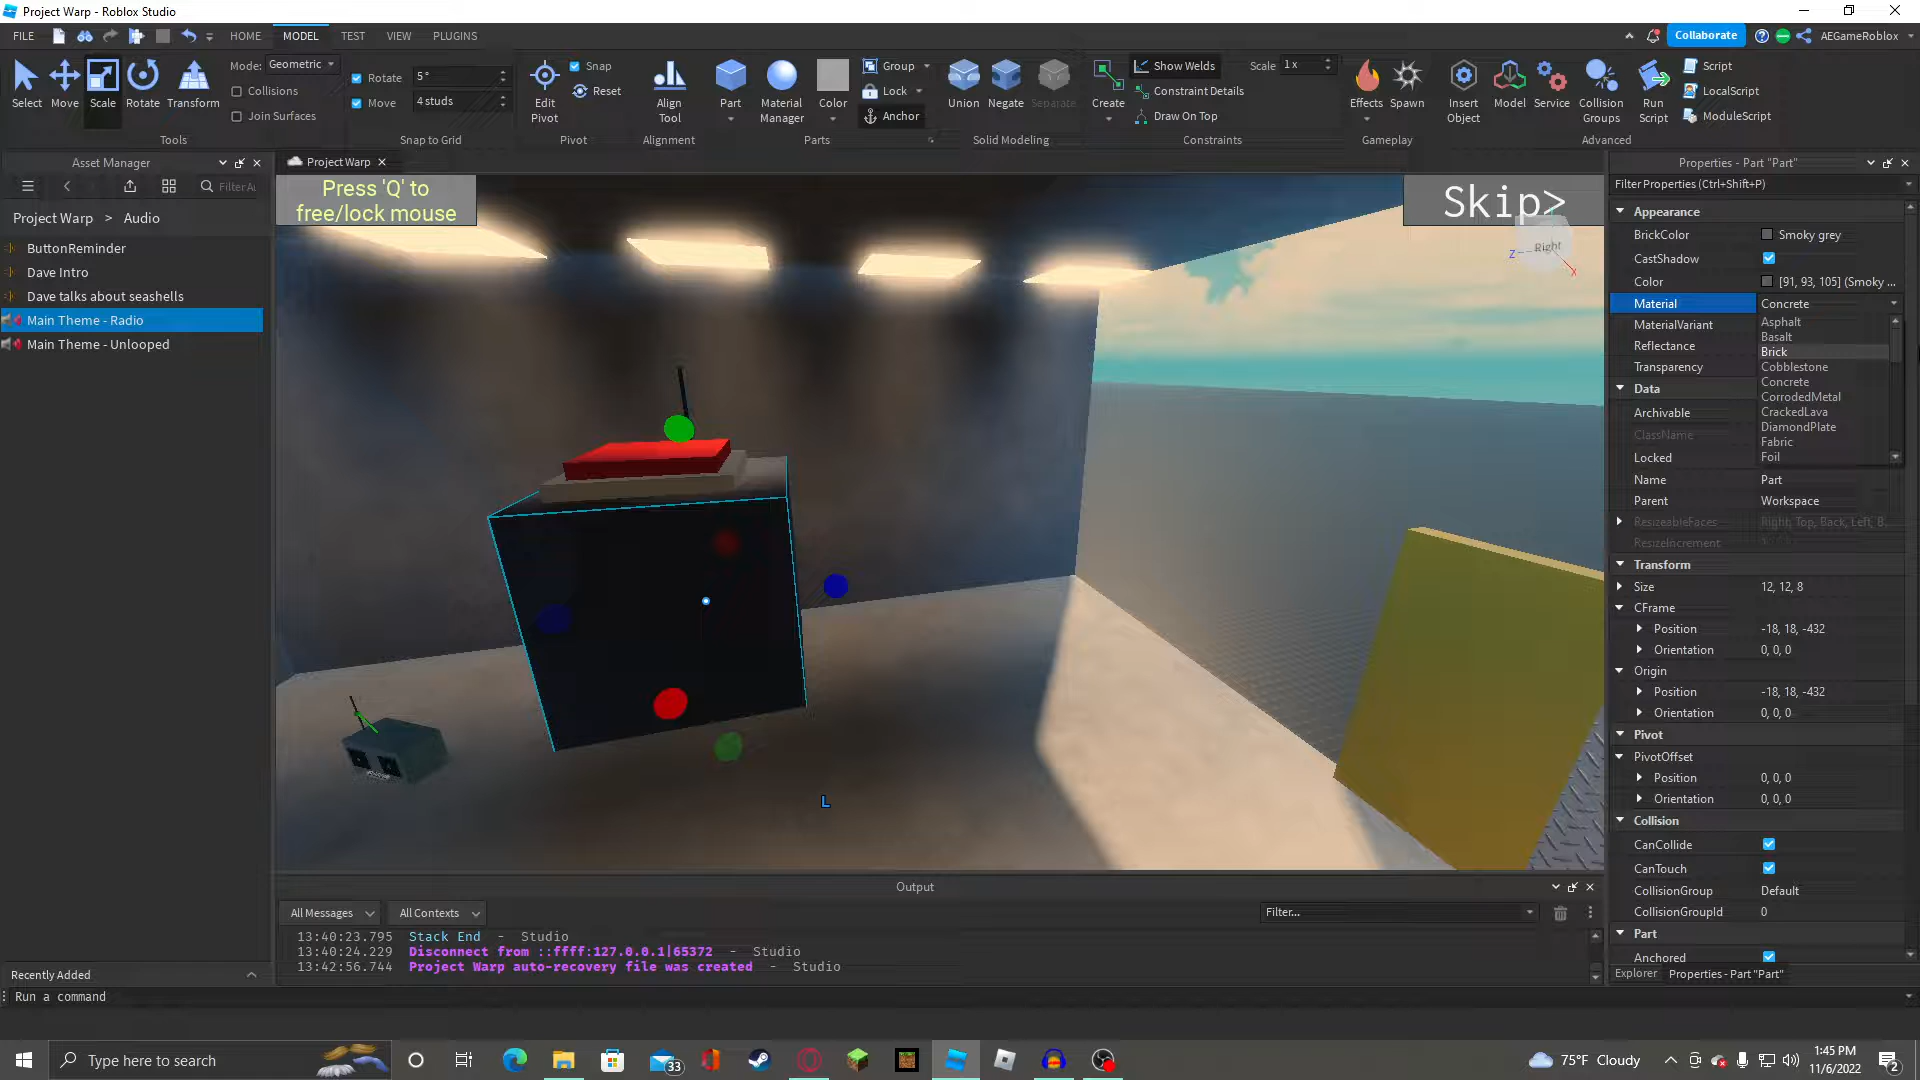 Project Warp - Roblox Studio
FILE
HOME
MODEL
TEST
VIEW
PLUGINS
Collaborate
AEGameRoblox
Select
Move
Scale
Rotate
Transform
Tools
Mode:
Geometric
Collisions
Join Surfaces
Rotate
5°
Move
4 studs
Snap to Grid
Edit
Pivot
Snap
Reset
Pivot
Align
Tool
Alignment
Part
Material
Manager
Color
Group
Lock
Anchor
Parts
Union
Negate
Separate
Solid Modeling
Create
Show Welds
Scale
1 x
Constraint Details
Draw On Top
Constraints
Effects
Spawn
Gameplay
Insert
Object
Model
Service
Collision
Groups
Run
Script
Script
LocalScript
ModuleScript
Advanced
Asset Manager
Filter
Project Warp > Audio
ButtonReminder
Dave Intro
Dave talks about seashells
Main Theme - Radio
Main Theme - Unlooped
Recently Added
Project Warp
Press 'Q' to
free/lock mouse
Skip>
Right
Z
X
L
Properties - Part "Part"
Filter Properties (Ctrl+Shift+P)
Appearance
BrickColor
Smoky grey
CastShadow
Color
[91, 93, 105] (Smoky ...
Material
Concrete
MaterialVariant
Reflectance
Transparency
Asphalt
Basalt
Brick
Cobblestone
Concrete
CorrodedMetal
CrackedLava
DiamondPlate
Fabric
Foil
Data
Archivable
ClassName
Locked
Name
Part
Parent
Workspace
ResizeableFaces
Right, Top, Back, Left, B...
ResizeIncrement
Transform
Size
12, 12, 8
CFrame
Position
-18, 18, -432
Orientation
0, 0, 0
Origin
Position
-18, 18, -432
Orientation
0, 0, 0
Pivot
PivotOffset
Position
0, 0, 0
Orientation
0, 0, 0
Collision
CanCollide
CanTouch
CollisionGroup
Default
CollisionGroupId
0
Part
Anchored
Explorer
Properties - Part "Part"
Output
All Messages
All Contexts
Filter...
13:40:23.795 Stack End - Studio
13:40:24.229 Disconnect from ::ffff:127.0.0.1|65372 - Studio
13:42:56.744 Project Warp auto-recovery file was created - Studio
Run a command
Type here to search
33
75°F Cloudy
1:45 PM
11/6/2022
2